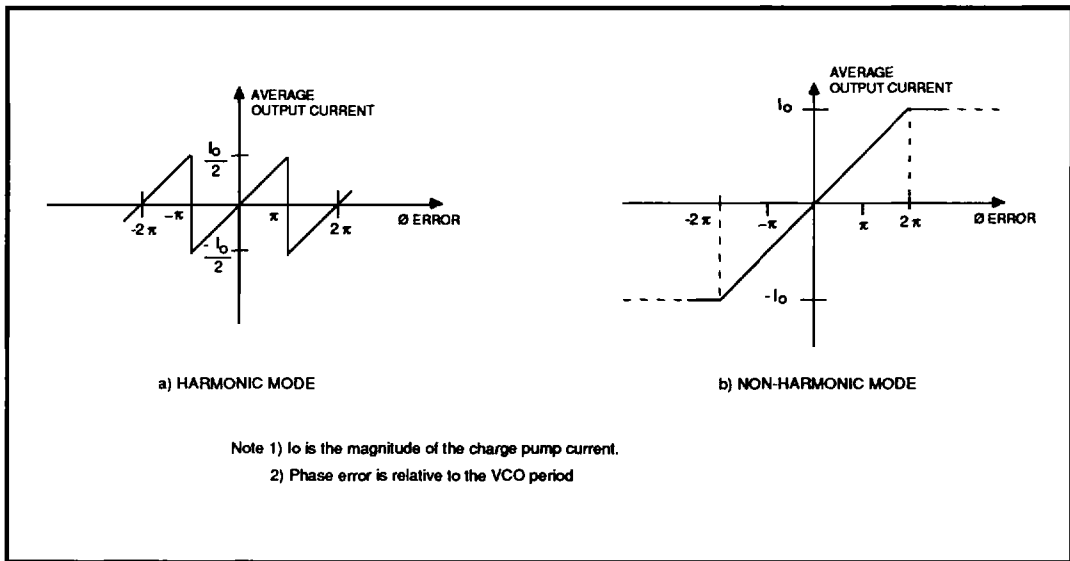 AVERAGE
OUTPUT CURRENT
Io
2
-π
π
-2π
2π
Ø ERROR
- Io
2
a) HARMONIC MODE
AVERAGE
OUTPUT CURRENT
Io
-2π
-π
π
2π
Ø ERROR
-Io
b) NON-HARMONIC MODE
Note 1) Io is the magnitude of the charge pump current.
2) Phase error is relative to the VCO period